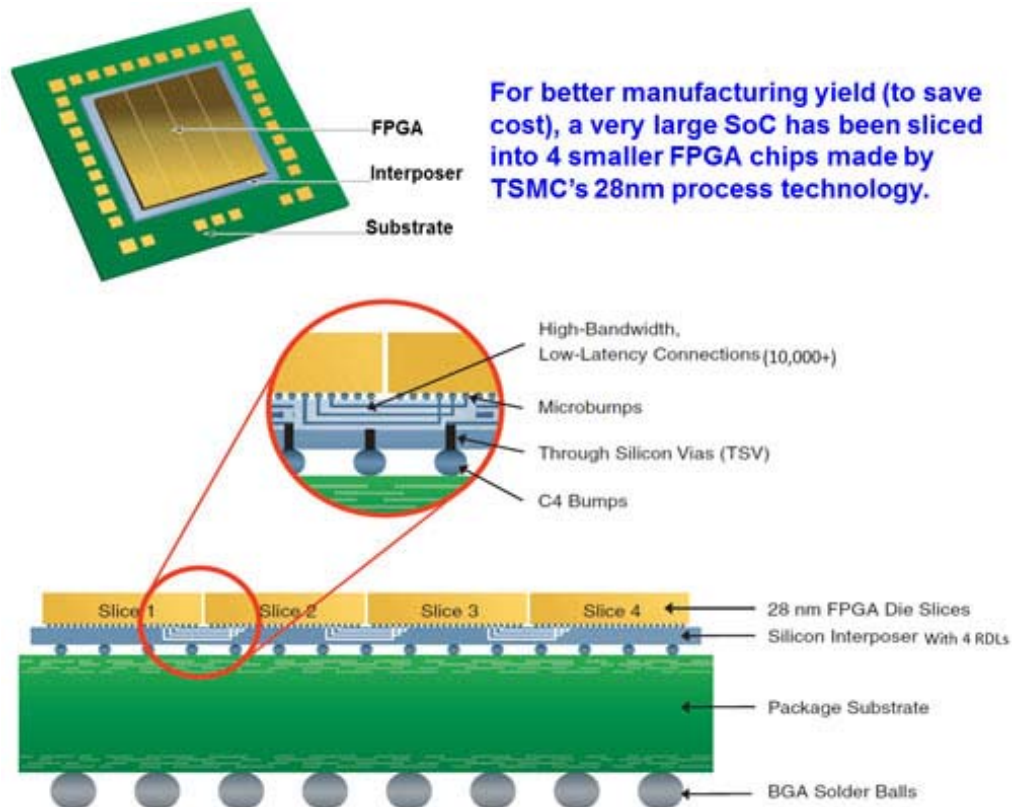 For better manufacturing yield (to save
cost), a very large SoC has been sliced
into 4 smaller FPGA chips made by
TSMC's 28nm process technology.
FPGA
Interposer
Substrate
High-Bandwidth,
Low-Latency Connections (10,000+)
Microbumps
Through Silicon Vias (TSV)
C4 Bumps
Slice 1
Slice 2
Slice 3
Slice 4
28 nm FPGA Die Slices
Silicon Interposer With 4 RDLs
Package Substrate
BGA Solder Balls